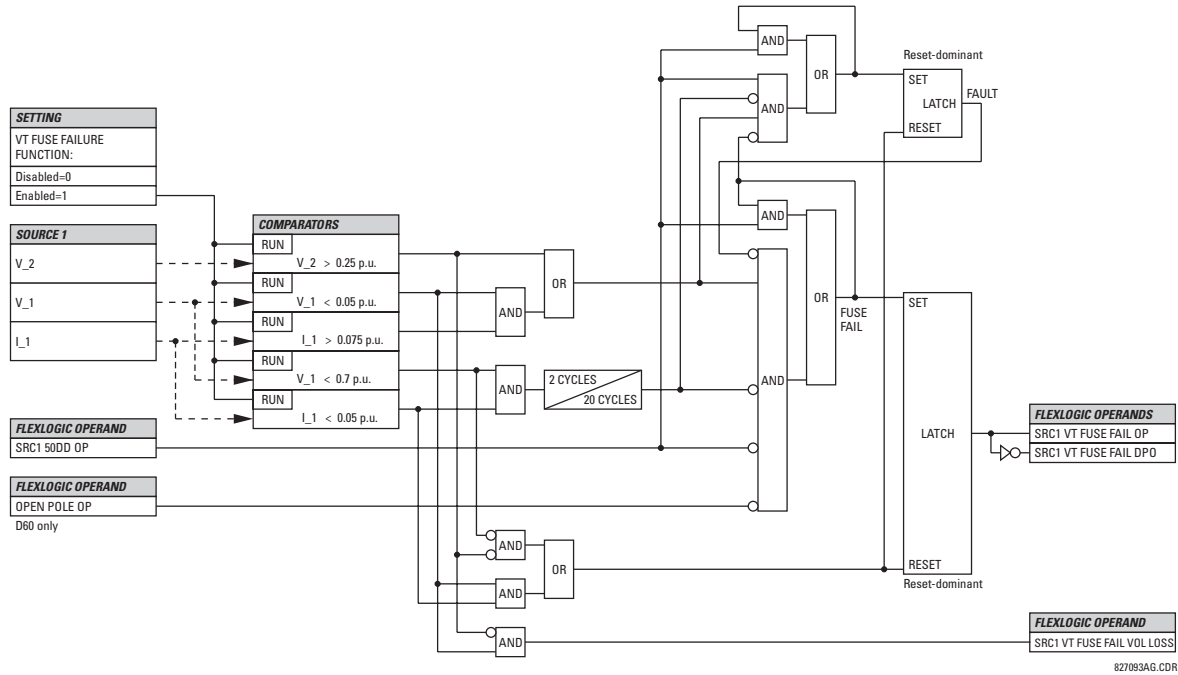 SETTING
VT FUSE FAILURE
FUNCTION:
Disabled=0
Enabled=1
SOURCE 1
V_2
V_1
I_1
FLEXLOGIC OPERAND
SRC1 50DD OP
FLEXLOGIC OPERAND
OPEN POLE OP
D60 only
COMPARATORS
RUN
V_2 > 0.25 p.u.
RUN
V_1 < 0.05 p.u.
RUN
I_1 > 0.075 p.u.
RUN
V_1 < 0.7 p.u.
RUN
I_1 < 0.05 p.u.
OR
AND
AND
2 CYCLES
20 CYCLES
AND
OR
AND
AND
AND
OR
AND
AND
OR
AND
FUSE
FAIL
Reset-dominant
SET
LATCH
RESET
FAULT
SET
LATCH
RESET
Reset-dominant
FLEXLOGIC OPERANDS
SRC1 VT FUSE FAIL OP
SRC1 VT FUSE FAIL DPO
FLEXLOGIC OPERAND
SRC1 VT FUSE FAIL VOL LOSS
827093AG.CDR